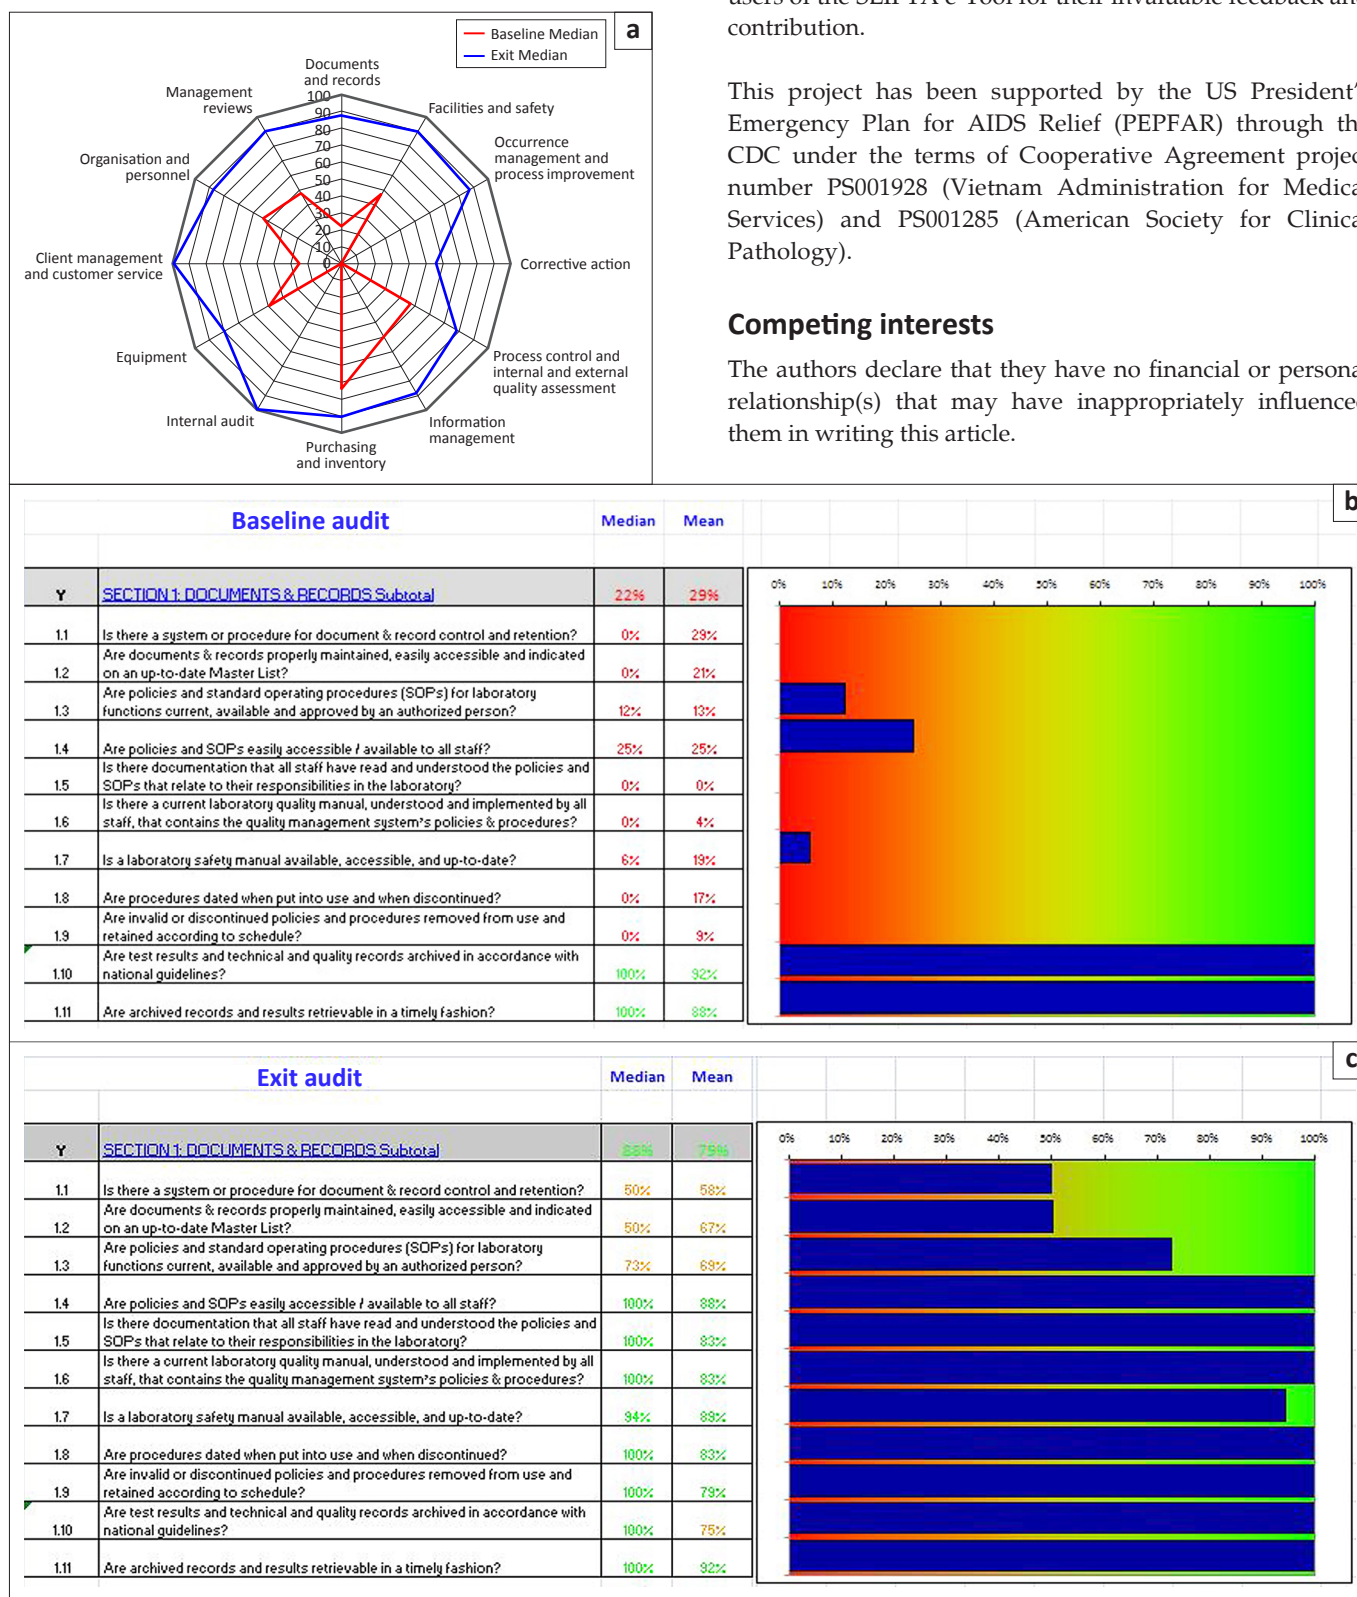 users of the SLIPTA e-Tool for their invaluable feedback and
contribution.
This project has been supported by the US President'
Emergency Plan for AIDS Relief (PEPFAR) through th
CDC under the terms of Cooperative Agreement projec
number PS001928 (Vietnam Administration for Medica
Services) and PS001285 (American Society for Clinica
Pathology).
Competing interests
The authors declare that they have no financial or persona
relationship(s) that may have inappropriately influence
them in writing this article.
a
Baseline Median
Exit Median
Documents
and records
Facilities and safety
Occurrence
management and
process improvement
Corrective action
Process control and
internal and external
quality assessment
Information
management
Purchasing
and inventory
Internal audit
Equipment
Client management
and customer service
Organisation and
personnel
Management
reviews
100
90
80
70
60
50
40
30
20
10
0
b
Baseline audit Median Mean
Y SECTION 1: DOCUMENTS & RECORDS Subtotal 22% 29%
0% 10% 20% 30% 40% 50% 60% 70% 80% 90% 100%
1.1 Is there a system or procedure for document & record control and retention? 0% 29%
Are documents & records properly maintained, easily accessible and indicated
1.2 on an up-to-date Master List? 0% 21%
Are policies and standard operating procedures (SOPs) for laboratory
1.3 functions current, available and approved by an authorized person? 12% 13%
1.4 Are policies and SOPs easily accessible / available to all staff? 25% 25%
Is there documentation that all staff have read and understood the policies and
1.5 SOPs that relate to their responsibilities in the laboratory? 0% 0%
Is there a current laboratory quality manual, understood and implemented by all
1.6 staff, that contains the quality management system's policies & procedures? 0% 4%
1.7 Is a laboratory safety manual available, accessible, and up-to-date? 6% 19%
1.8 Are procedures dated when put into use and when discontinued? 0% 17%
Are invalid or discontinued policies and procedures removed from use and
1.9 retained according to schedule? 0% 9%
Are test results and technical and quality records archived in accordance with
1.10 national guidelines? 100% 92%
1.11 Are archived records and results retrievable in a timely fashion? 100% 88%
c
Exit audit Median Mean
Y SECTION 1: DOCUMENTS & RECORDS Subtotal 88% 79%
0% 10% 20% 30% 40% 50% 60% 70% 80% 90% 100%
1.1 Is there a system or procedure for document & record control and retention? 50% 58%
Are documents & records properly maintained, easily accessible and indicated
1.2 on an up-to-date Master List? 50% 67%
Are policies and standard operating procedures (SOPs) for laboratory
1.3 functions current, available and approved by an authorized person? 73% 69%
1.4 Are policies and SOPs easily accessible / available to all staff? 100% 88%
Is there documentation that all staff have read and understood the policies and
1.5 SOPs that relate to their responsibilities in the laboratory? 100% 83%
Is there a current laboratory quality manual, understood and implemented by all
1.6 staff, that contains the quality management system's policies & procedures? 100% 83%
1.7 Is a laboratory safety manual available, accessible, and up-to-date? 94% 89%
1.8 Are procedures dated when put into use and when discontinued? 100% 83%
Are invalid or discontinued policies and procedures removed from use and
1.9 retained according to schedule? 100% 79%
Are test results and technical and quality records archived in accordance with
1.10 national guidelines? 100% 75%
1.11 Are archived records and results retrievable in a timely fashion? 100% 92%